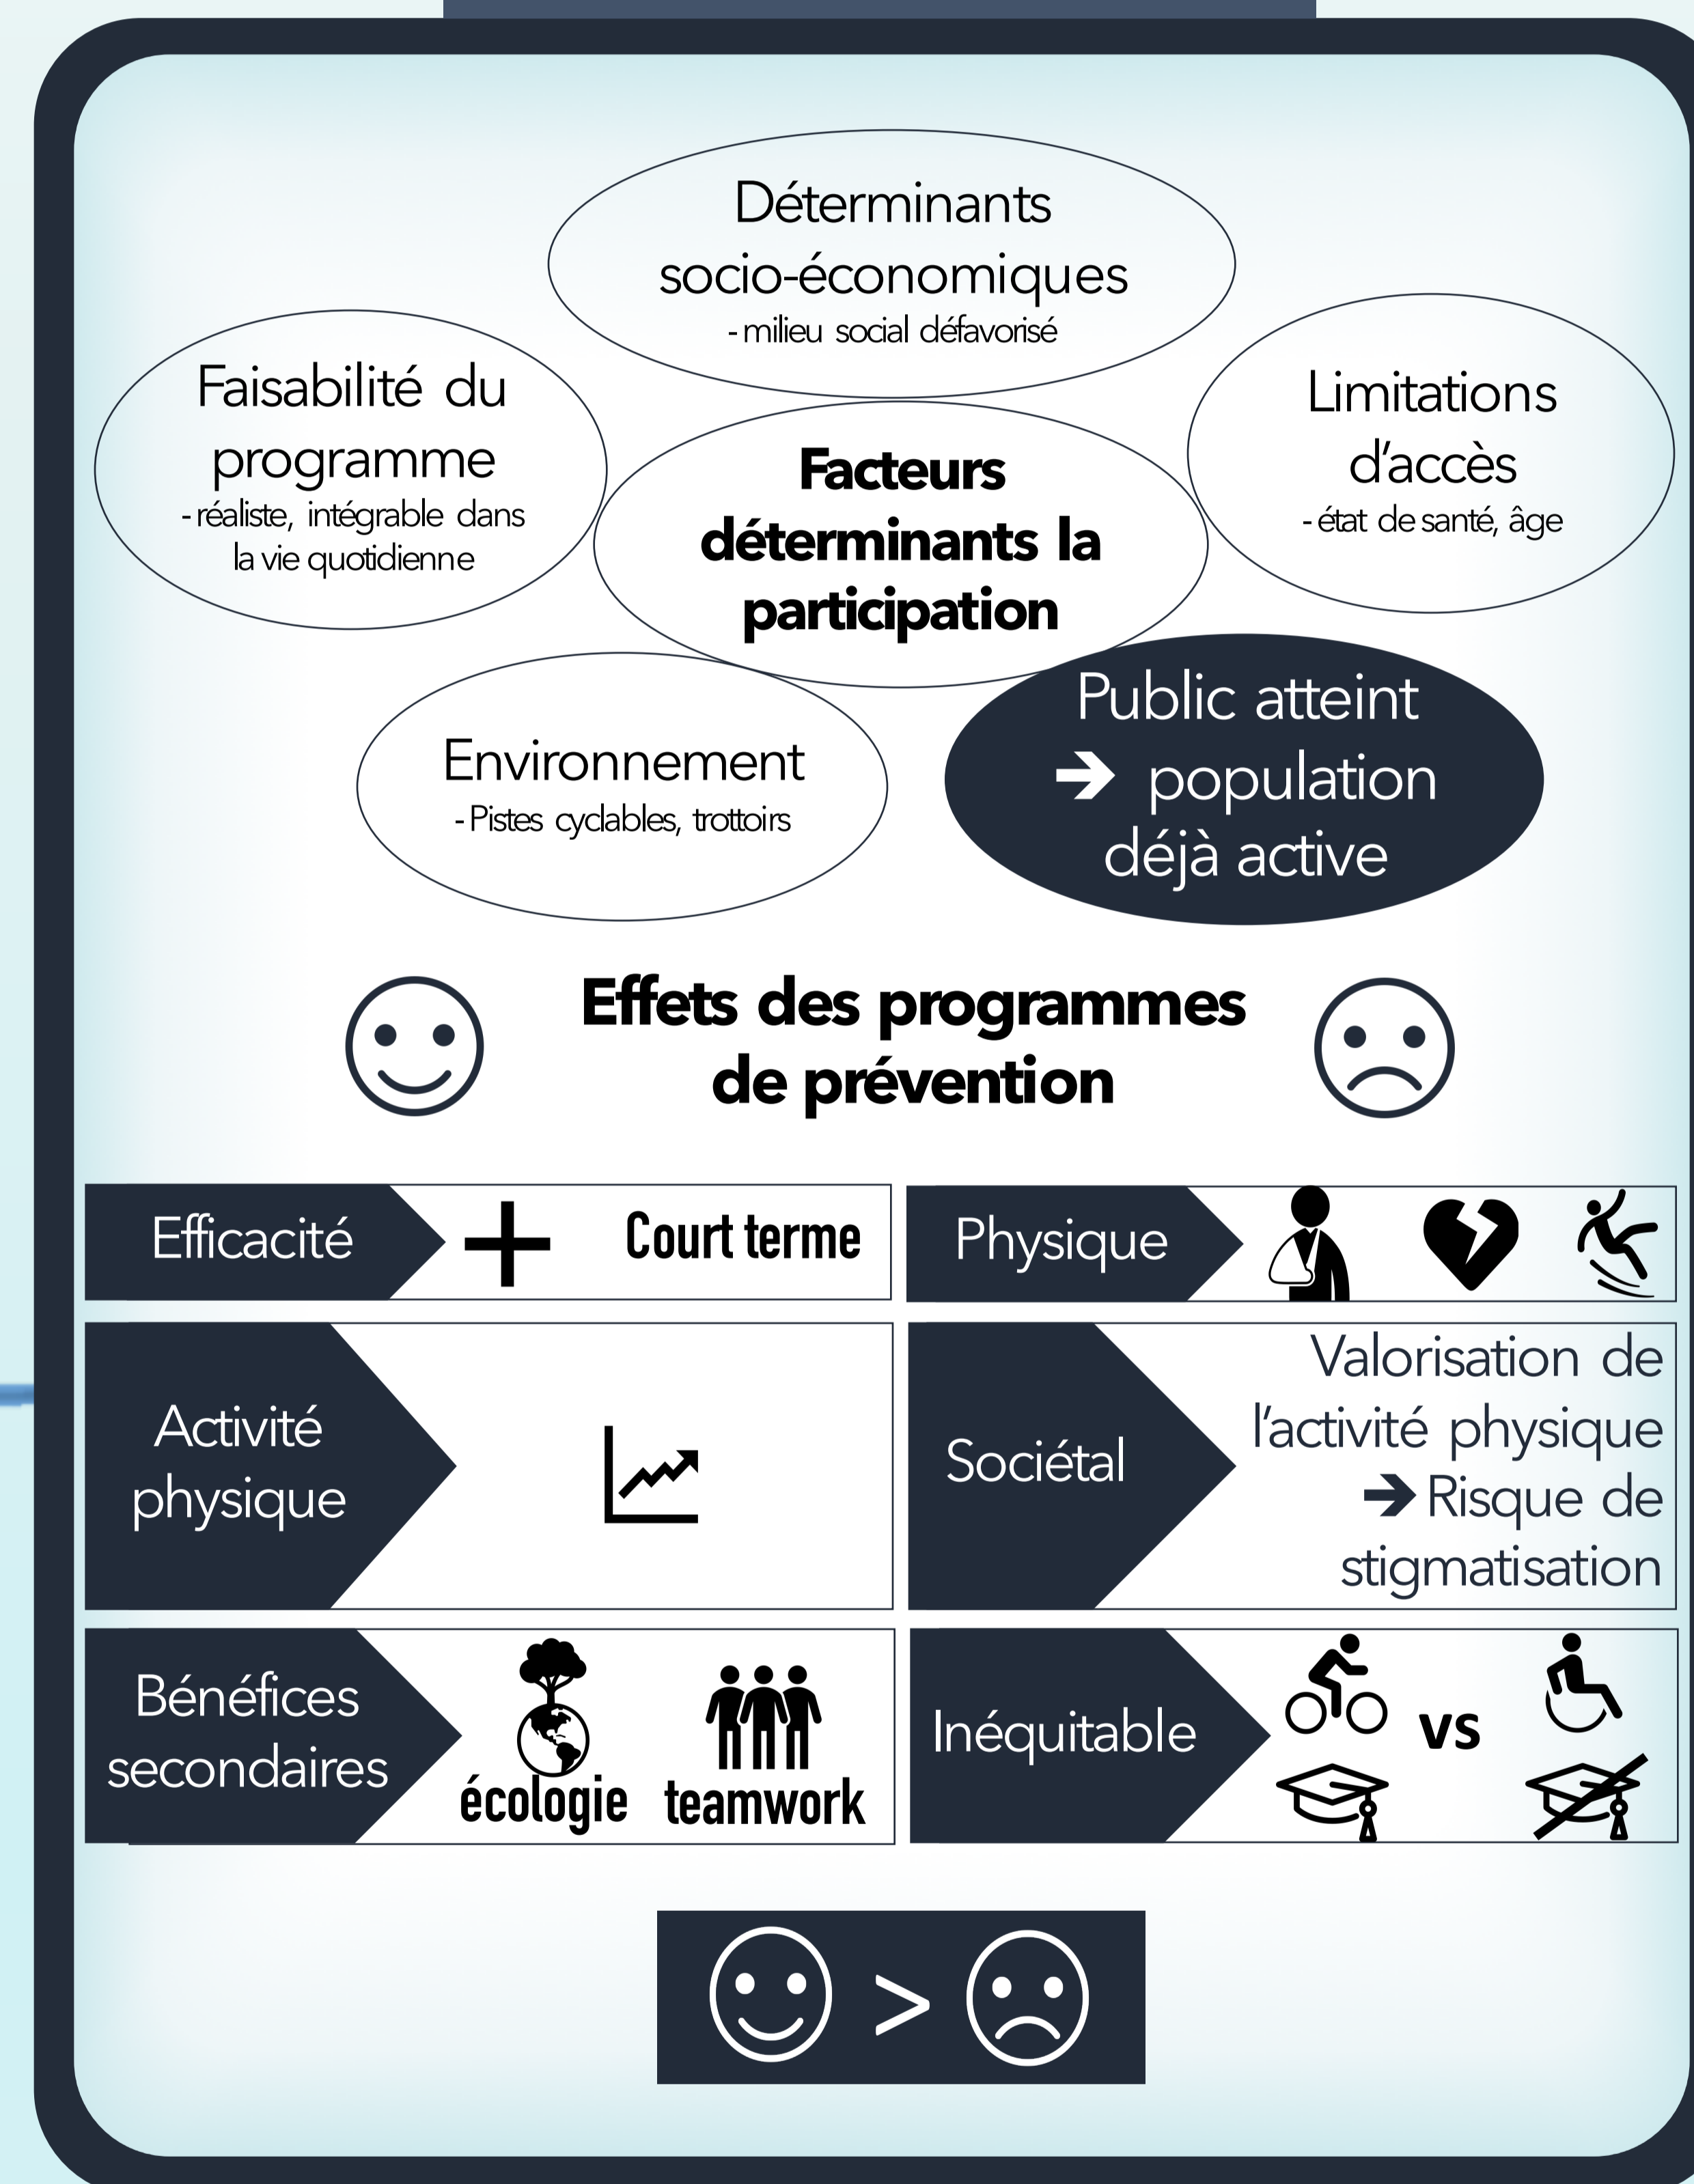 Déterminants
socio-économiques
- milieu social défavorisé
Faisabilité du
programme
- réaliste, intégrable dans
la vie quotidienne
Limitations
d'accès
- état de santé, âge
Facteurs
déterminants la
participation
Environnement
- Pistes cyclables, trottoirs
Public atteint
➔ population
déjà active
Effets des programmes
de prévention
Efficacité
+ Court terme
Physique
Activité
physique
Sociétal
Valorisation de
l'activité physique
➔ Risque de
stigmatisation
Bénéfices
secondaires
écologie
teamwork
Inéquitable
vs
>